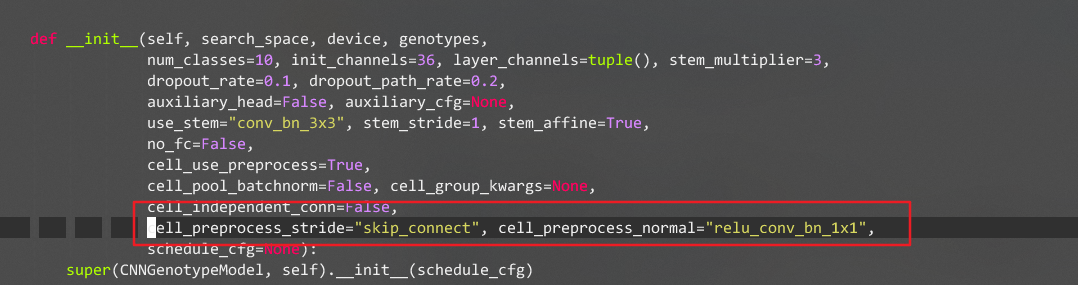 def __init__(self, search_space, device, genotypes,
num_classes=10, init_channels=36, layer_channels=tuple(), stem_multiplier=3,
dropout_rate=0.1, dropout_path_rate=0.2,
auxiliary_head=False, auxiliary_cfg=None,
use_stem="conv_bn_3x3", stem_stride=1, stem_affine=True,
no_fc=False,
cell_use_preprocess=True,
cell_pool_batchnorm=False, cell_group_kwargs=None,
cell_independent_conn=False,
cell_preprocess_stride="skip_connect", cell_preprocess_normal="relu_conv_bn_1x1",
schedule_cfg=None):
super(CNNGenotypeModel, self).__init__(schedule_cfg)